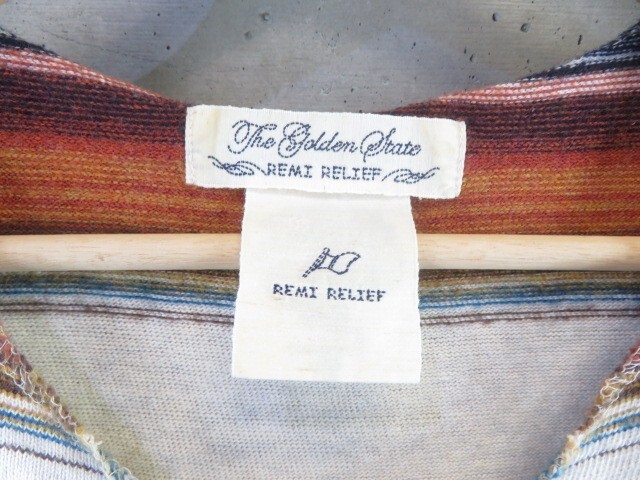 The Golden State
REMI RELIEF
REMI RELIEF